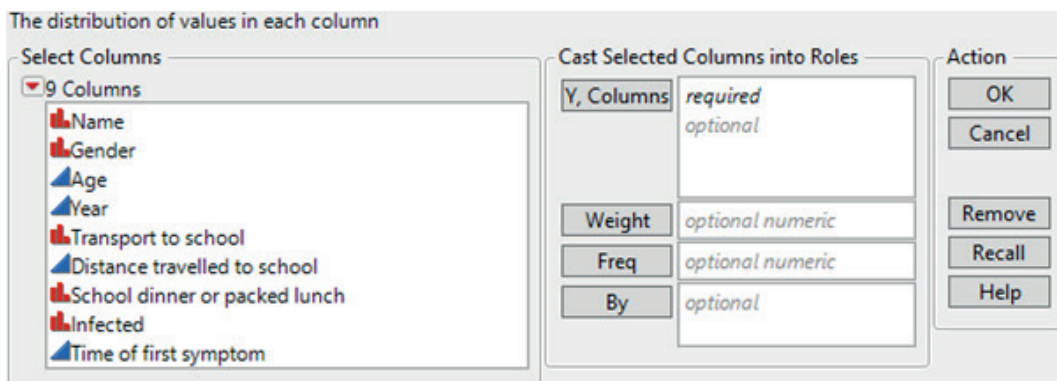 The distribution of values in each column
Select Columns
9 Columns
Name
Gender
Age
Year
Transport to school
Distance travelled to school
School dinner or packed lunch
Infected
Time of first symptom
Cast Selected Columns into Roles
Y, Columns required
optional
Weight optional numeric
Freq optional numeric
By optional
Action
OK
Cancel
Remove
Recall
Help